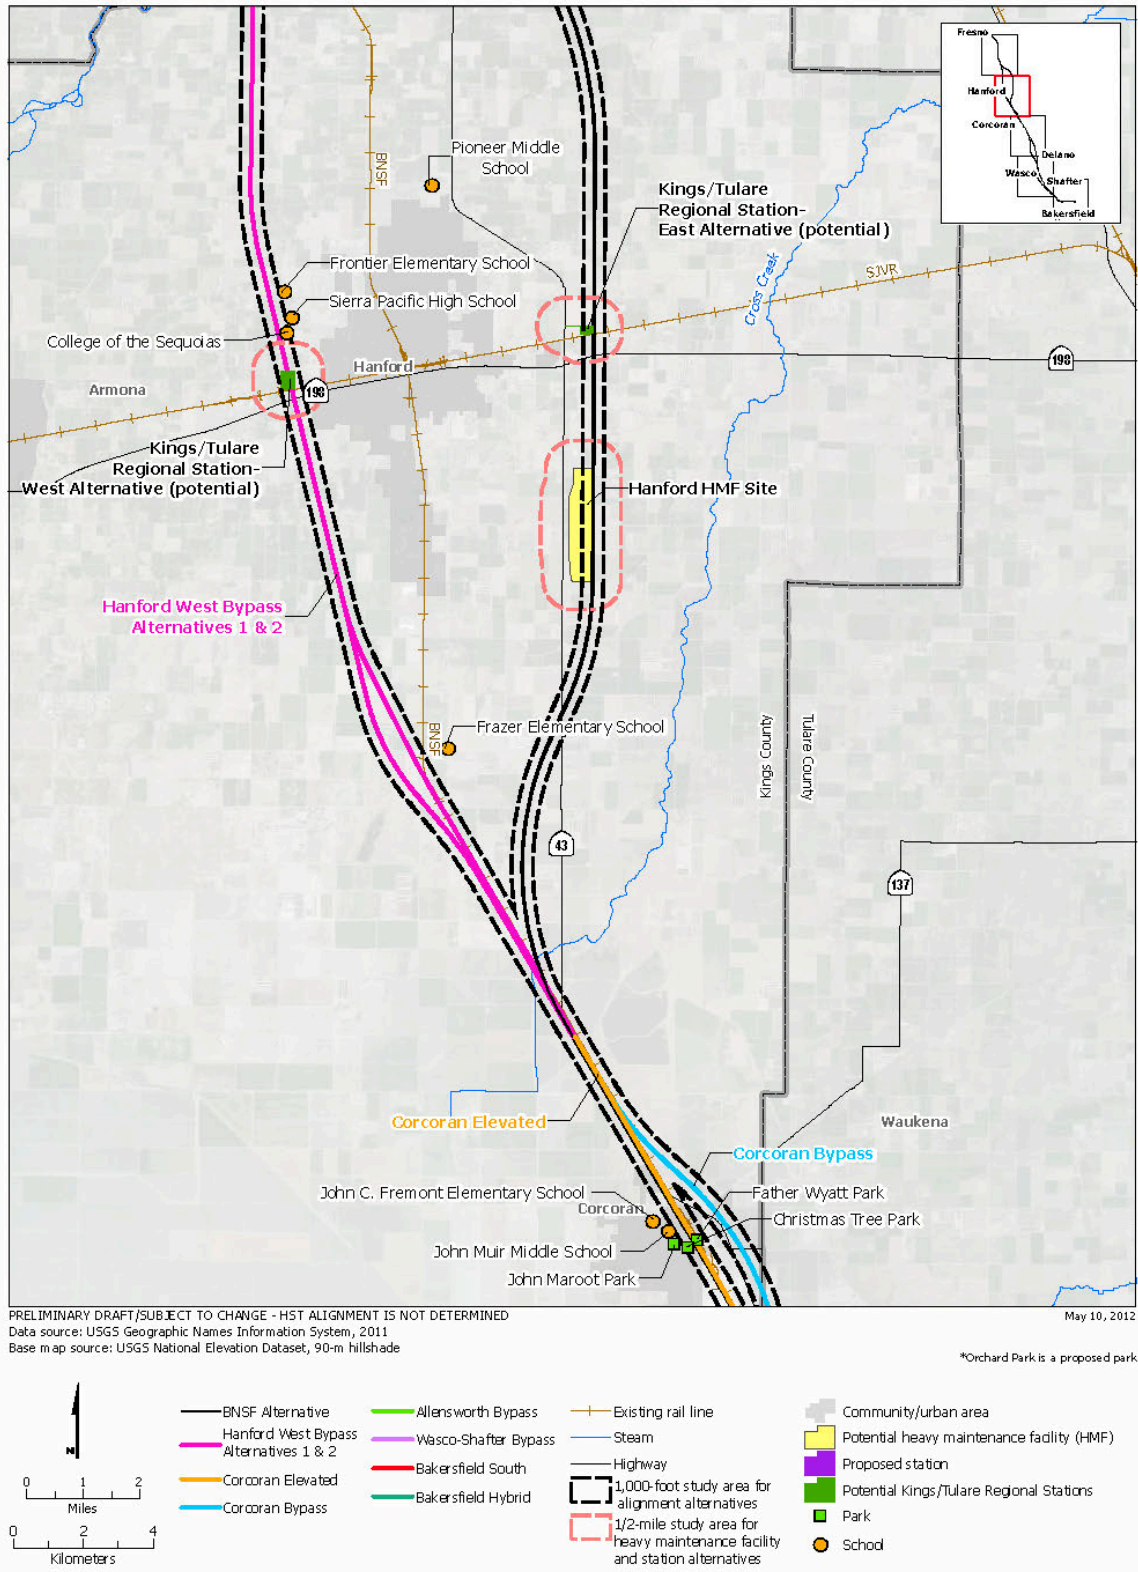 Fresno
Hanford
Corcoran
Delano
Wasco
Shafter
Bakersfield
BNSF
Pioneer Middle
School
Kings/Tulare
Regional Station-
East Alternative (potential)
Cross Creek
SJVR
Frontier Elementary School
Sierra Pacific High School
College of the Sequoias
Hanford
198
Armona
198
Kings/Tulare
Regional Station-
West Alternative (potential)
Hanford HMF Site
Hanford West Bypass
Alternatives 1 & 2
BNSF
Frazer Elementary School
Kings County
Tulare County
43
137
Corcoran Elevated
Waukena
Corcoran Bypass
John C. Fremont Elementary School
Father Wyatt Park
Corcoran
Christmas Tree Park
John Muir Middle School
John Maroot Park
PRELIMINARY DRAFT/SUBJECT TO CHANGE - HST ALIGNMENT IS NOT DETERMINED
May 10, 2012
Data source: USGS Geographic Names Information System, 2011
Base map source: USGS National Elevation Dataset, 90-m hillshade
*Orchard Park is a proposed park
N
0 1 2
Miles
0 2 4
Kilometers
BNSF Alternative
Hanford West Bypass
Alternatives 1 & 2
Corcoran Elevated
Corcoran Bypass
Allensworth Bypass
Wasco-Shafter Bypass
Bakersfield South
Bakersfield Hybrid
Existing rail line
Steam
Highway
1,000-foot study area for
alignment alternatives
1/2-mile study area for
heavy maintenance facility
and station alternatives
Community/urban area
Potential heavy maintenance facility (HMF)
Proposed station
Potential Kings/Tulare Regional Stations
Park
School